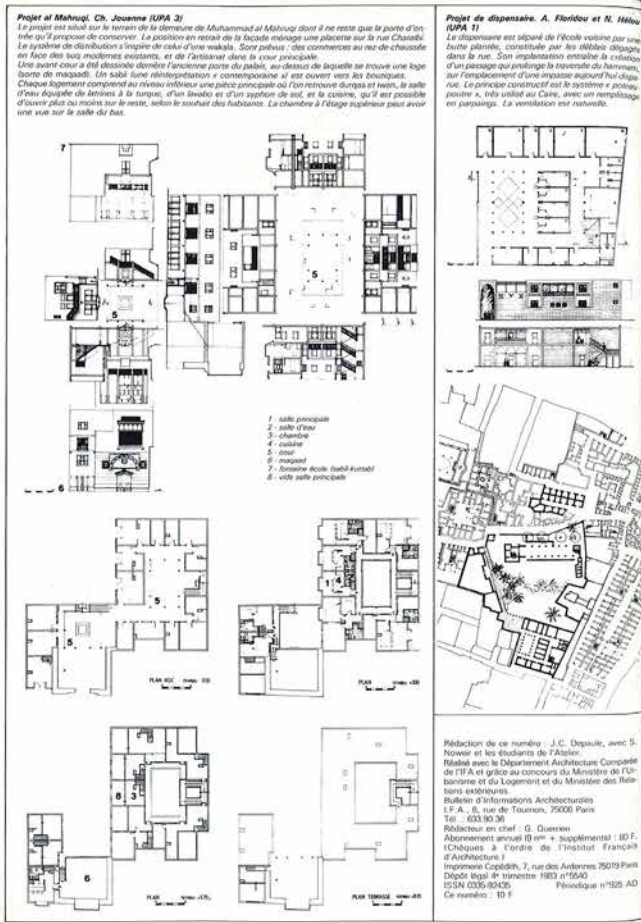 Projet al Mahruqi. Ch. Jouanne (UPA 3)
Le projet est situé sur le terrain de la demeure de Muhammad al Mahruqi dont il ne reste que la porte d'en-
trée qu'il propose de conserver. La position en retrait de la façade ménage une placette sur la rue
Le système de distribution s'inspire de celui d'une wakala. Sont prévus : des commerces au rez-de-chaussée
en face des suq modernes existants, et de l'artisanat dans la cour principale.
Une avant cour a été dessinée derrière l'ancienne porte du palais, au-dessus de laquelle se trouve une loge
(sorte de maqaad). Un sabil (une réinterprétation « contemporaine ») est ouvert vers les boutiques.
Chaque logement comprend au niveau inférieur une pièce principale où l'on retrouve durqaa et iwan, la salle
d'eau équipée de latrines à la turque, d'un lavabo et d'un syphon de sol, et la cuisine, qu'il est possible
d'ouvrir plus ou moins sur le reste, selon le souhait des habitants. La chambre à l'étage supérieur peut avoir
une vue sur la salle du bas.
7
5
5
6
1 - salle principale
2 - salle d'eau
3 - chambre
4 - cuisine
5 - cour
6 - maqaad
7 - fontaine école (sabil-kuttab)
8 - vide salle principale
5
5
PLAN RDC
1
4
PLAN
8
3
6
PLAN
PLAN TERRASSE
Projet de dispensaire. A. Floridou et N.
(UPA 1)
Le dispensaire est séparé de l'école voisine par une
butte plantée, constituée par les déblais dégagés
dans la rue. Son implantation entraîne la création
d'un passage qui prolonge la traversée du hammam,
sur l'emplacement d'une impasse aujourd'hui dispa-
rue. Le principe constructif est le système « poteau
poutre », très utilisé au Caire, avec un remplissage
en parpaings. La ventilation est naturelle.
Rédaction de ce numéro : J.C. Depaule, avec S.
Noweir et les étudiants de l'Atelier.
Réalisé avec le Département Architecture Comparée
de l'IFA et grâce au concours du Ministère de l'Ur-
banisme et du Logement et du Ministère des Rela-
tions extérieures.
Bulletin d'Informations Architecturales
I.F.A., 6, rue de Tournon, 75006 Paris
Tél. : 633.90.36
Rédacteur en chef : G. Querrien
Abonnement annuel (9 nos + suppléments) : 80 F.
(Chèques à l'ordre de l'Institut Français
d'Architecture.)
Imprimerie Copédith, 7, rue des Ardennes 75019 Paris
Dépôt légal 4e trimestre 1983 n°5540
ISSN 0335-92435 Périodique n°925 AD
Ce numéro : 10 F.